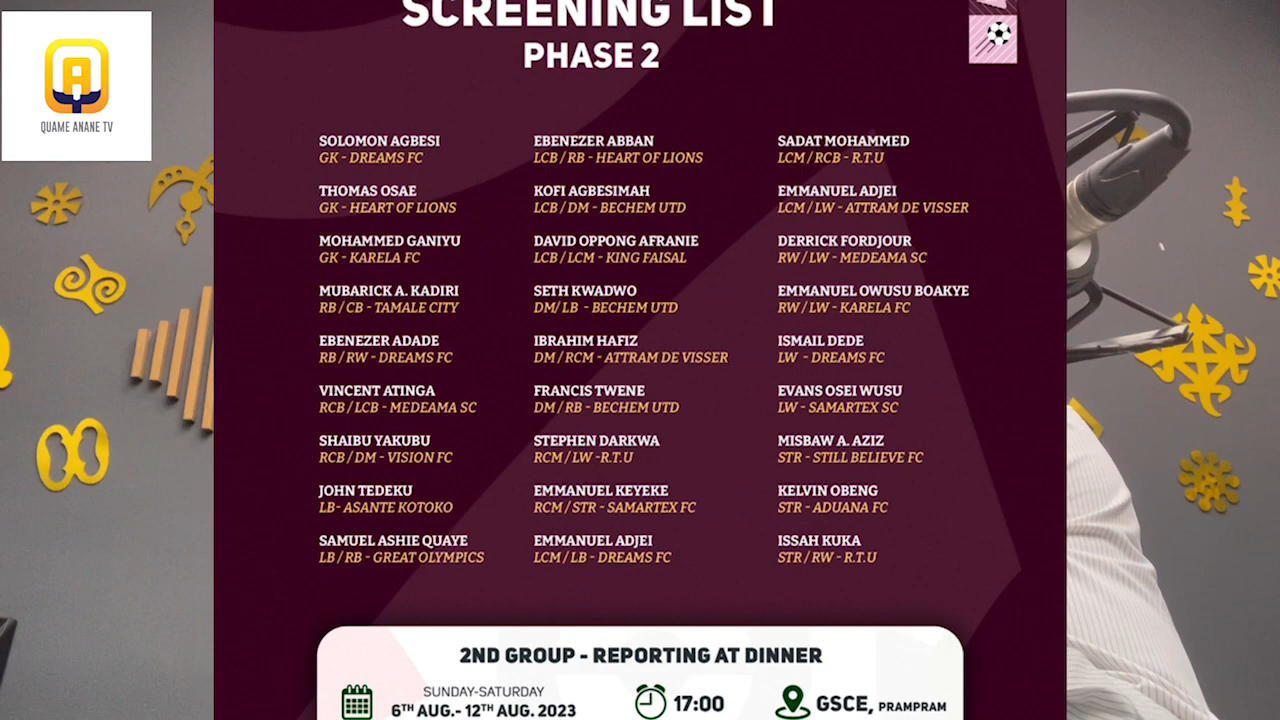 SCREENING LIST
PHASE 2
QUAME ANANE TV
SOLOMON AGBESI
GK - DREAMS FC
THOMAS OSAE
GK - HEART OF LIONS
MOHAMMED GANIYU
GK - KARELA FC
MUBARICK A. KADIRI
RB / CB - TAMALE CITY
EBENEZER ADADE
RB / RW - DREAMS FC
VINCENT ATINGA
RCB / LCB - MEDEAMA SC
SHAIBU YAKUBU
RCB / DM - VISION FC
JOHN TEDEKU
LB- ASANTE KOTOKO
SAMUEL ASHIE QUAYE
LB / RB - GREAT OLYMPICS
EBENEZER ABBAN
LCB / RB - HEART OF LIONS
KOFI AGBESIMAH
LCB / DM - BECHEM UTD
DAVID OPPONG AFRANIE
LCB / LCM - KING FAISAL
SETH KWADWO
DM/ LB - BECHEM UTD
IBRAHIM HAFIZ
DM / RCM - ATTRAM DE VISSER
FRANCIS TWENE
DM / RB - BECHEM UTD
STEPHEN DARKWA
RCM / LW -R.T.U
EMMANUEL KEYEKE
RCM / STR - SAMARTEX FC
EMMANUEL ADJEI
LCM / LB - DREAMS FC
SADAT MOHAMMED
LCM / RCB - R.T.U
EMMANUEL ADJEI
LCM / LW - ATTRAM DE VISSER
DERRICK FORDJOUR
RW / LW - MEDEAMA SC
EMMANUEL OWUSU BOAKYE
RW / LW - KARELA FC
ISMAIL DEDE
LW - DREAMS FC
EVANS OSEI WUSU
LW - SAMARTEX SC
MISBAW A. AZIZ
STR - STILL BELIEVE FC
KELVIN OBENG
STR - ADUANA FC
ISSAH KUKA
STR / RW - R.T.U
2ND GROUP - REPORTING AT DINNER
SUNDAY-SATURDAY
6TH AUG.- 12TH AUG. 2023
17:00
GSCE, PRAMPRAM